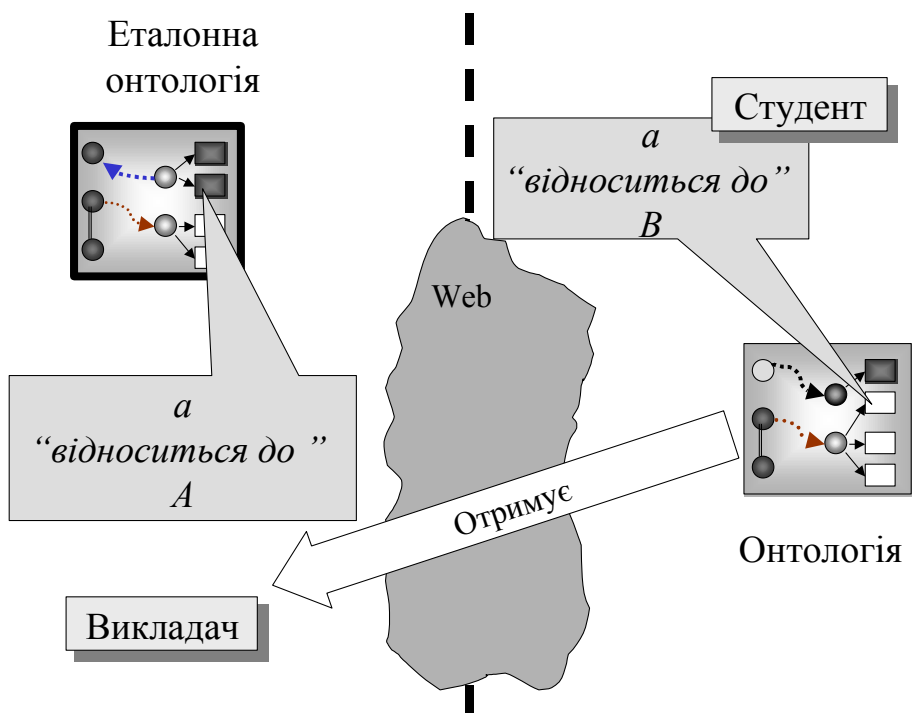 Еталонна
онтологія
Студент
а
“відноситься до”
В
Web
а
“відноситься до ”
А
Отримує
Онтологія
Викладач